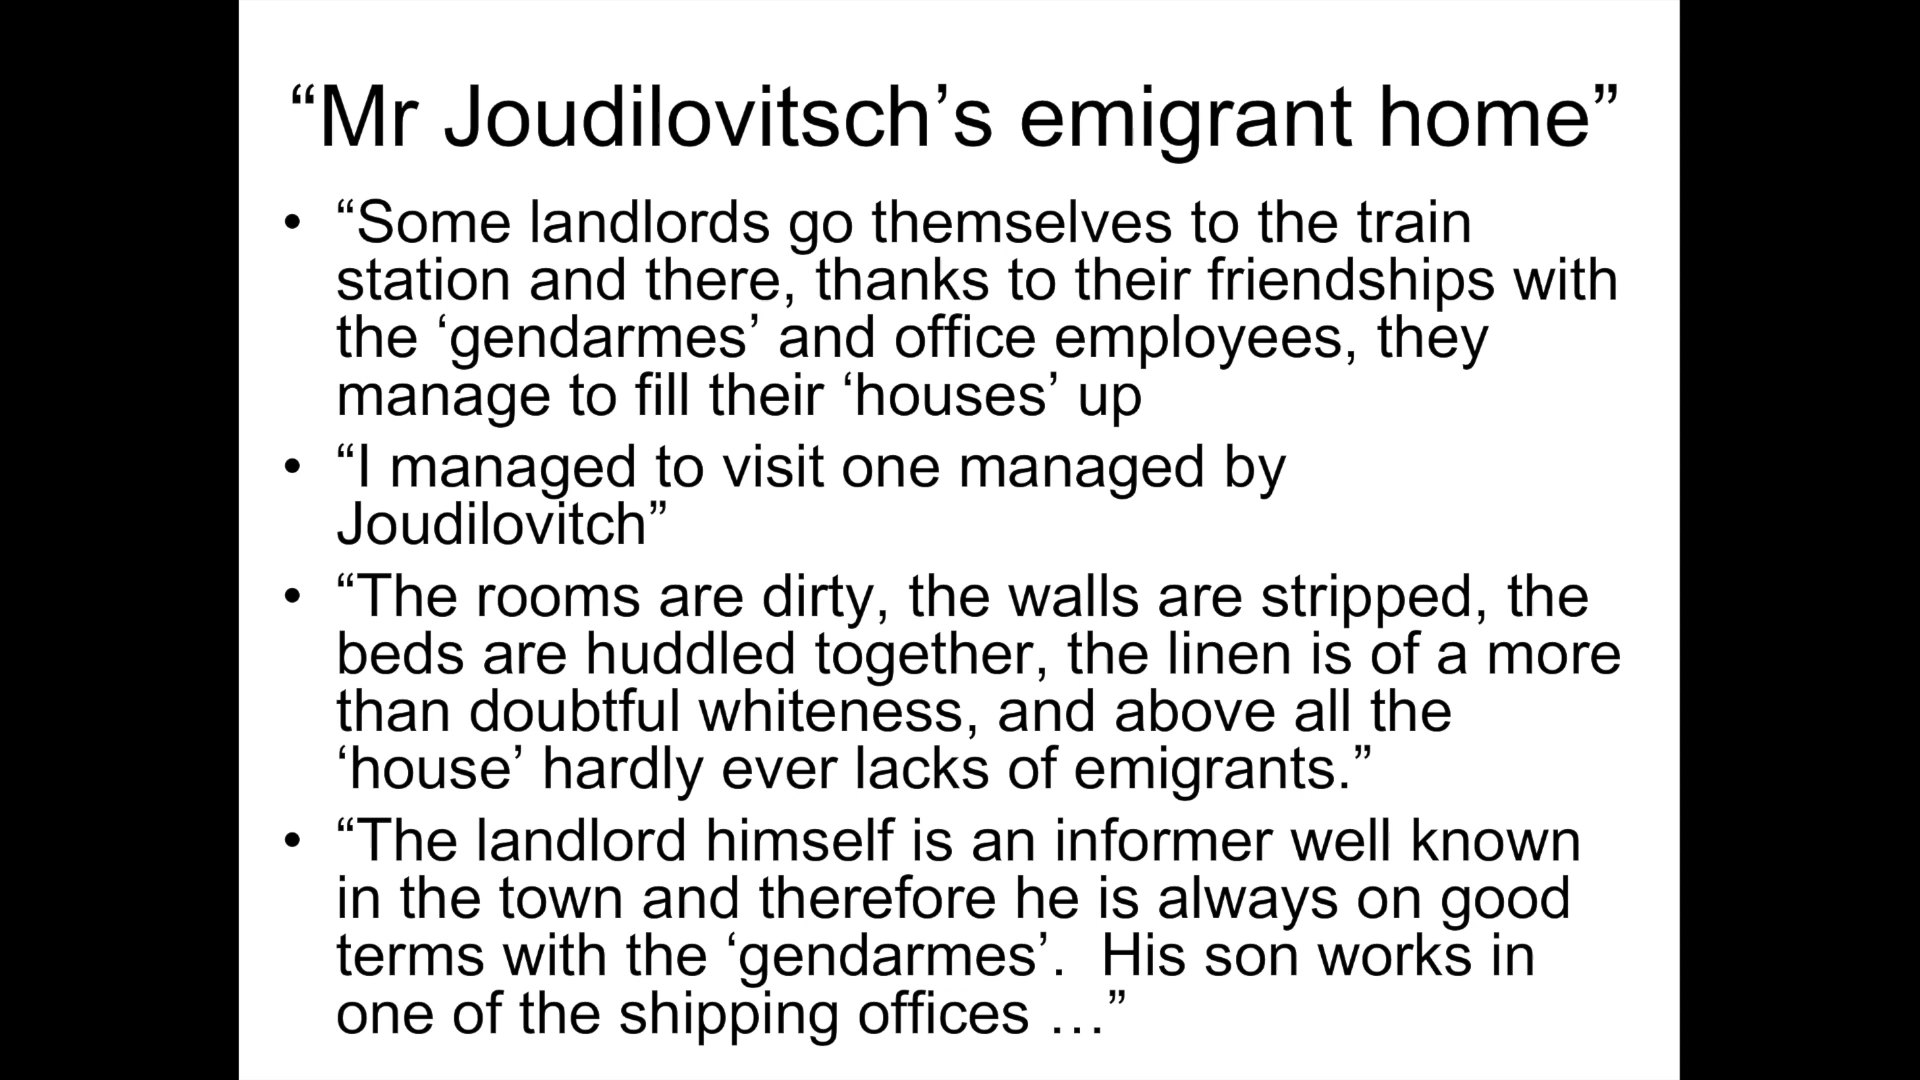 “Mr Joudilovitsch’s emigrant home”
• “Some landlords go themselves to the train
station and there, thanks to their friendships with
the ‘gendarmes’ and office employees, they
manage to fill their ‘houses’ up
• “I managed to visit one managed by
Joudilovitch”
• “The rooms are dirty, the walls are stripped, the
beds are huddled together, the linen is of a more
than doubtful whiteness, and above all the
‘house’ hardly ever lacks of emigrants.”
• “The landlord himself is an informer well known
in the town and therefore he is always on good
terms with the ‘gendarmes’.  His son works in
one of the shipping offices …”